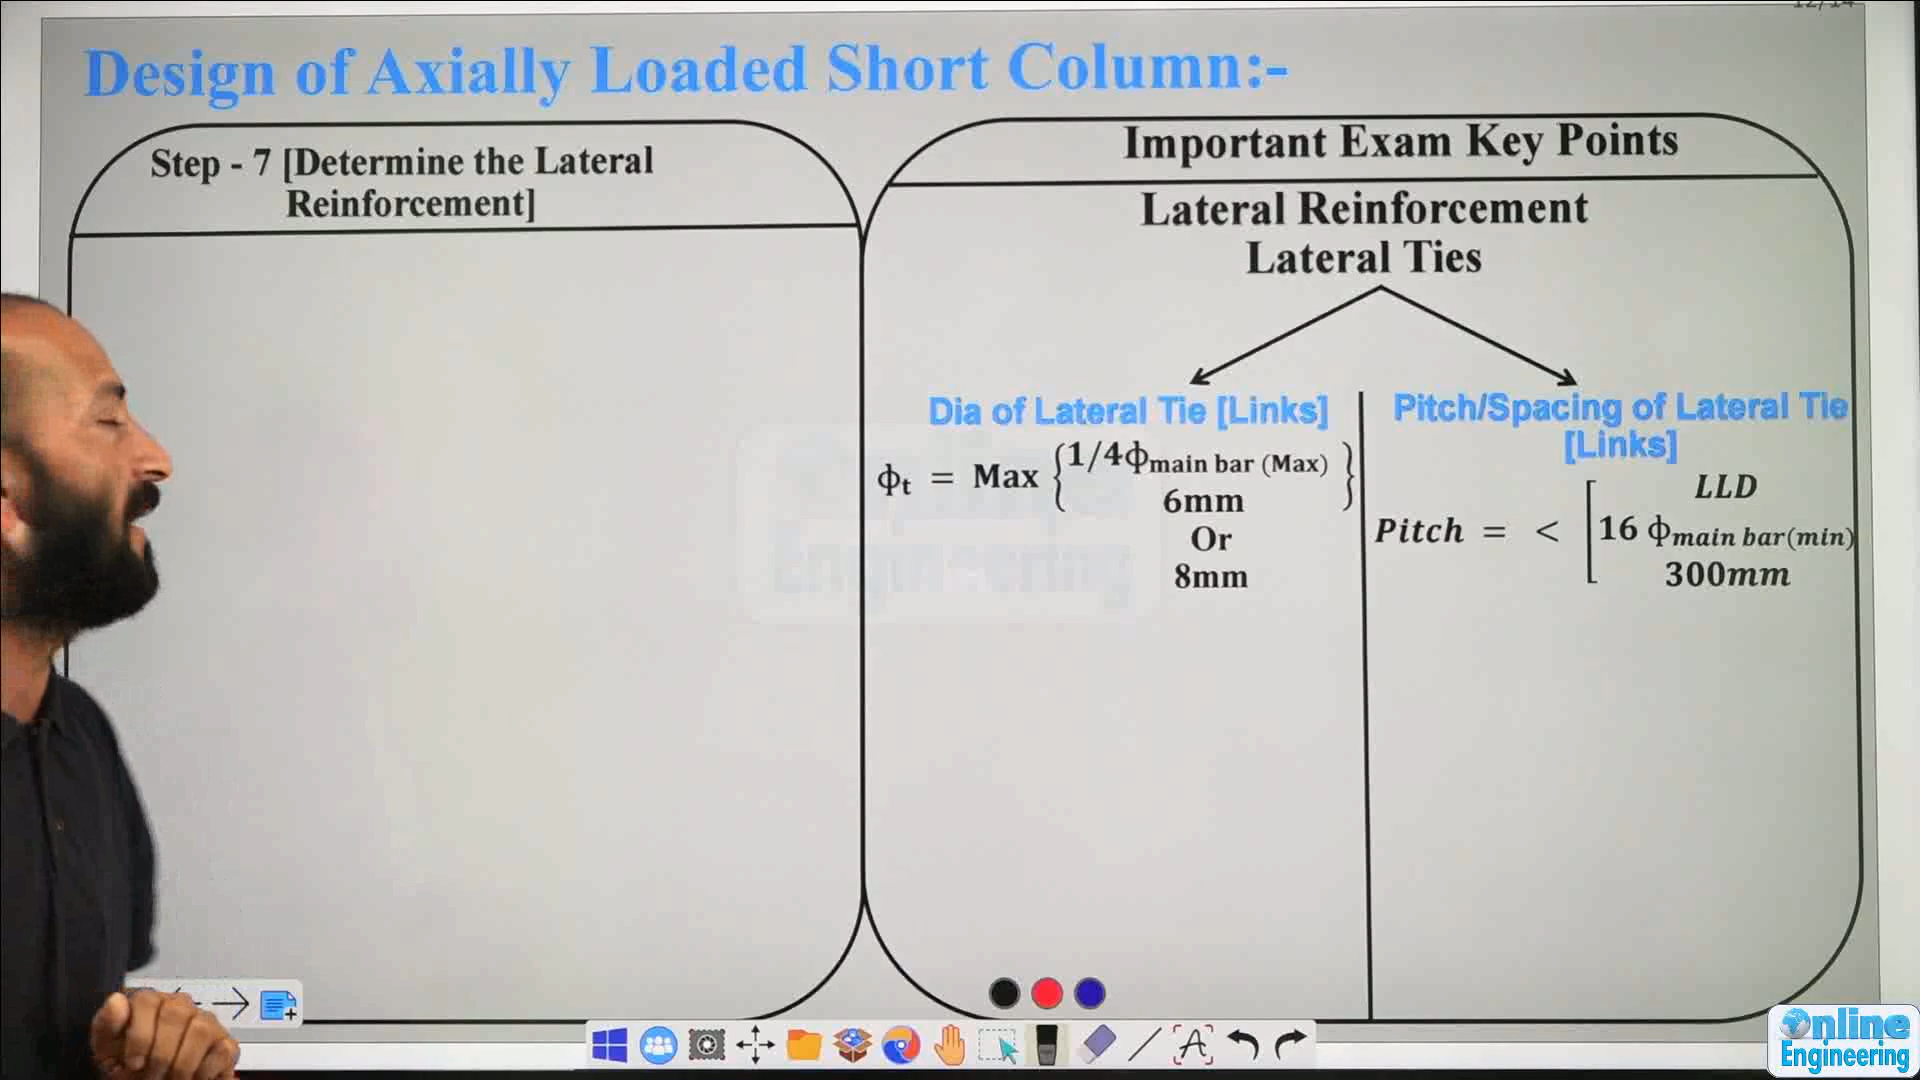 Design of Axially Loaded Short Column:-
Step - 7 [Determine the Lateral
Reinforcement]
Important Exam Key Points
Lateral Reinforcement
Lateral Ties
Dia of Lateral Tie [Links]
ϕt = Max {1/4ϕmain bar (Max)}
6mm
Or
8mm
Pitch/Spacing of Lateral Tie
[Links]
LLD
Pitch = < [16 ϕmain bar(min)
300mm
Engineering
Online
Engineering